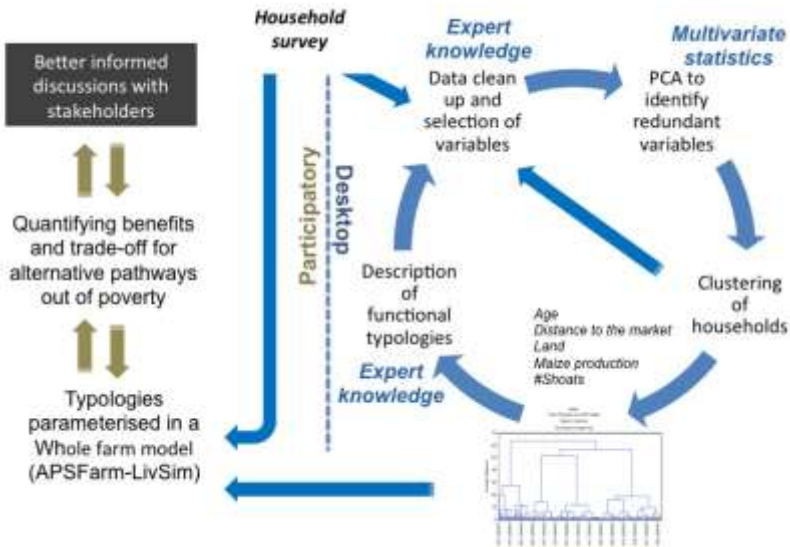 Household
survey
Better informed
discussions with
stakeholders
Quantifying benefits
and trade-off for
alternative pathways
out of poverty
Typologies
parameterised in a
Whole farm model
(APSFarm-LivSim)
Participatory
Desktop
Expert
knowledge
Data clean
up and
selection of
variables
Multivariate
statistics
PCA to
identify
redundant
variables
Clustering
of
households
Age
Distance to the market
Land
Maize production
#Shoats
Description
of
functional
typologies
Expert
knowledge